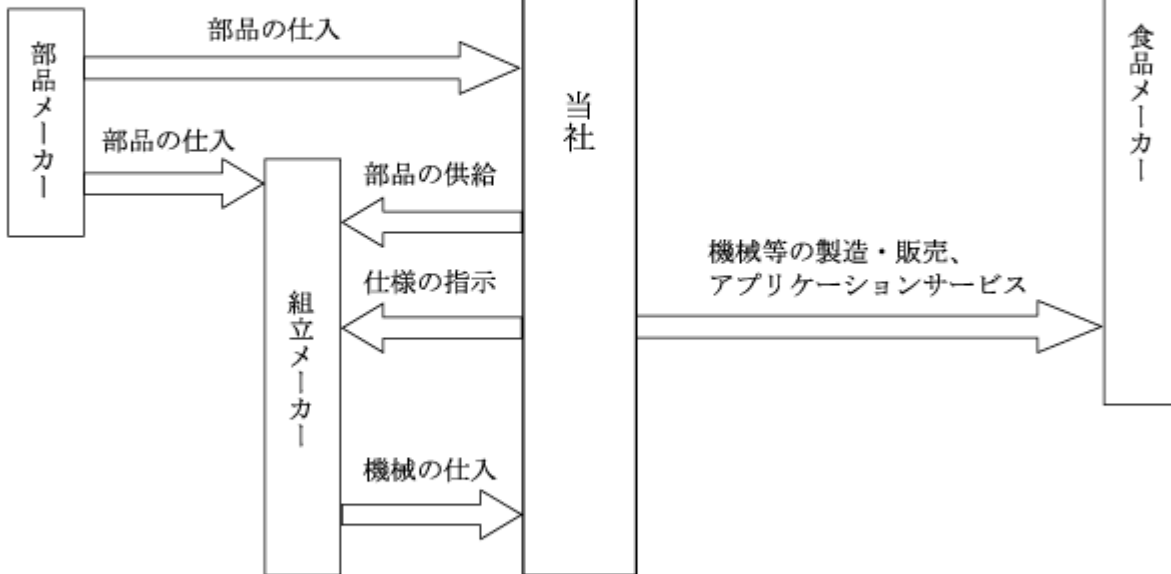 部品の仕入
部品メーカー
当社
食品メーカー
部品の仕入
部品の供給
仕様の指示
機械等の製造・販売、
アプリケーションサービス
組立メーカー
機械の仕入